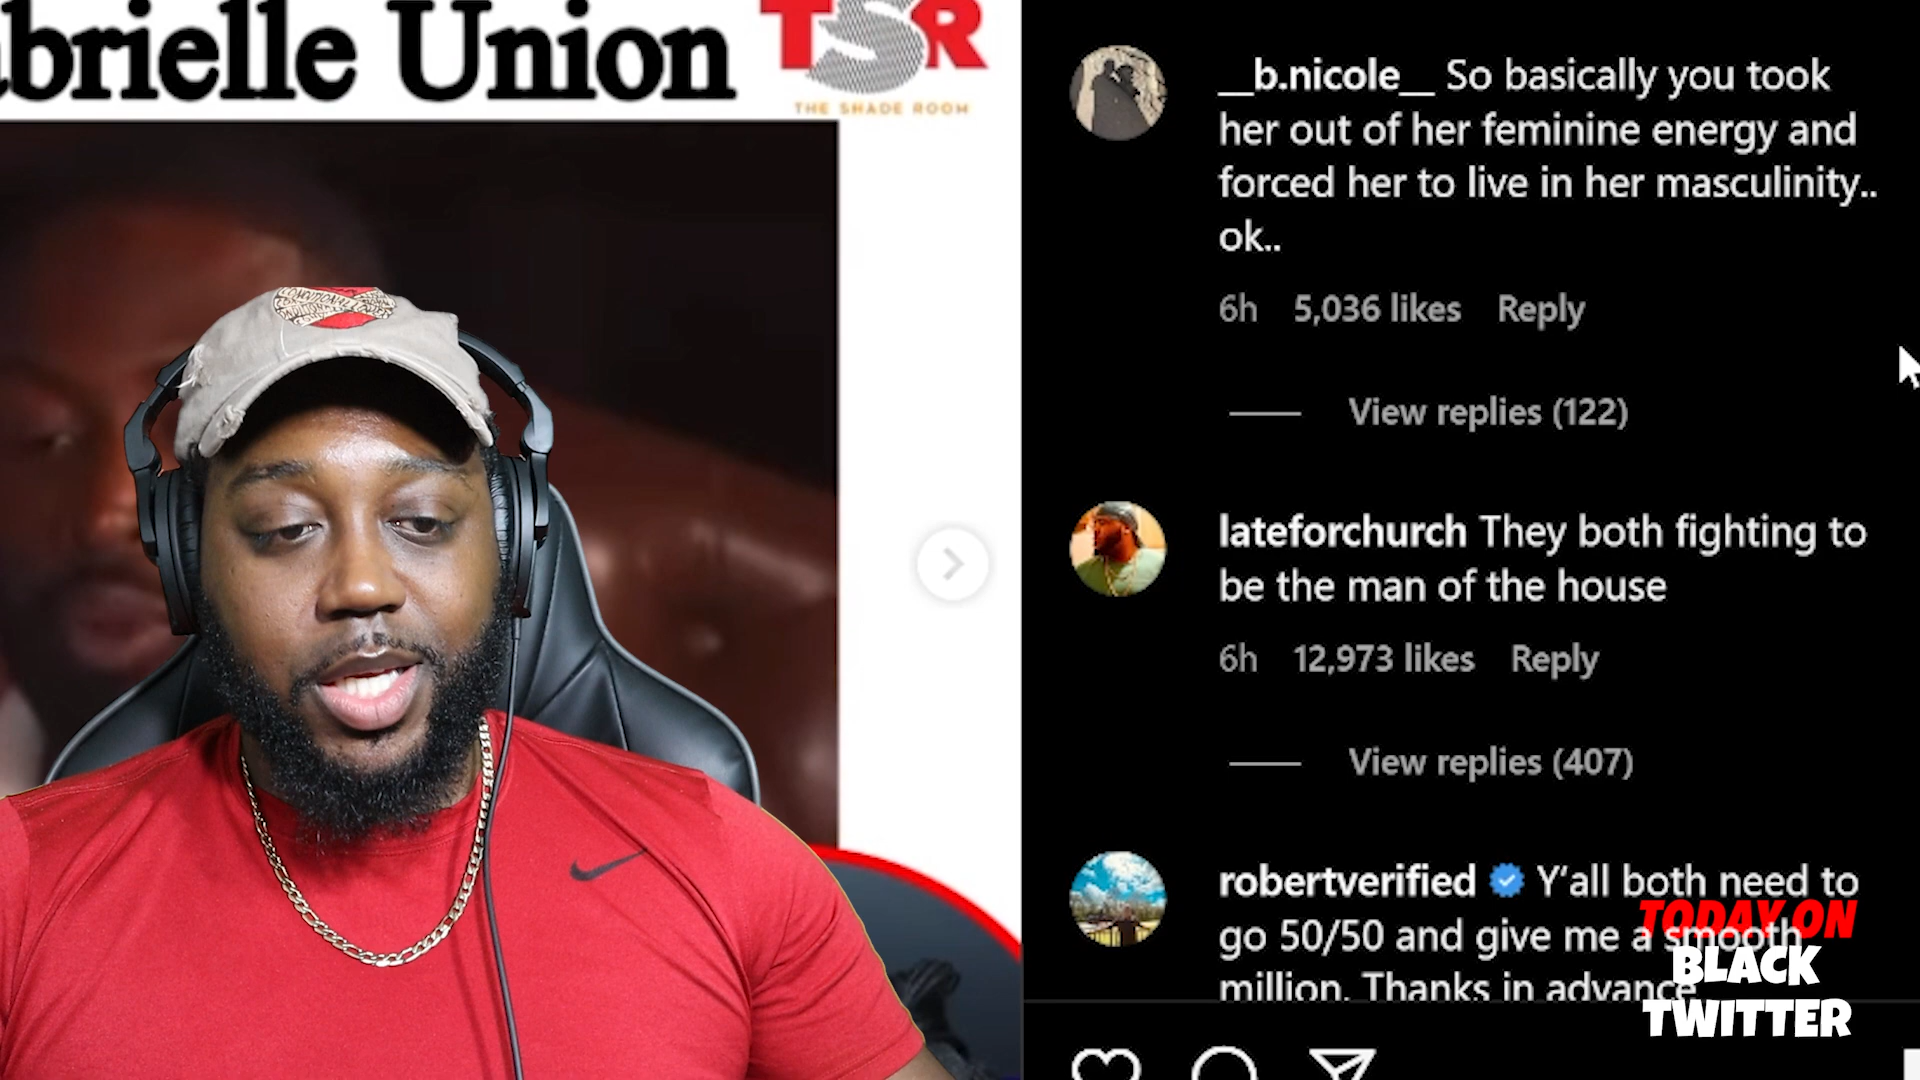 abrielle Union
TSR
THE SHADE ROOM
__b.nicole__ So basically you took
her out of her feminine energy and
forced her to live in her masculinity..
ok..
6h 5,036 likes Reply
View replies (122)
lateforchurch They both fighting to
be the man of the house
6h 12,973 likes Reply
View replies (407)
robertverified Y'all both need to
go 50/50 and give me a smooth
million. Thanks in advance
TODAY ON
BLACK
TWITTER